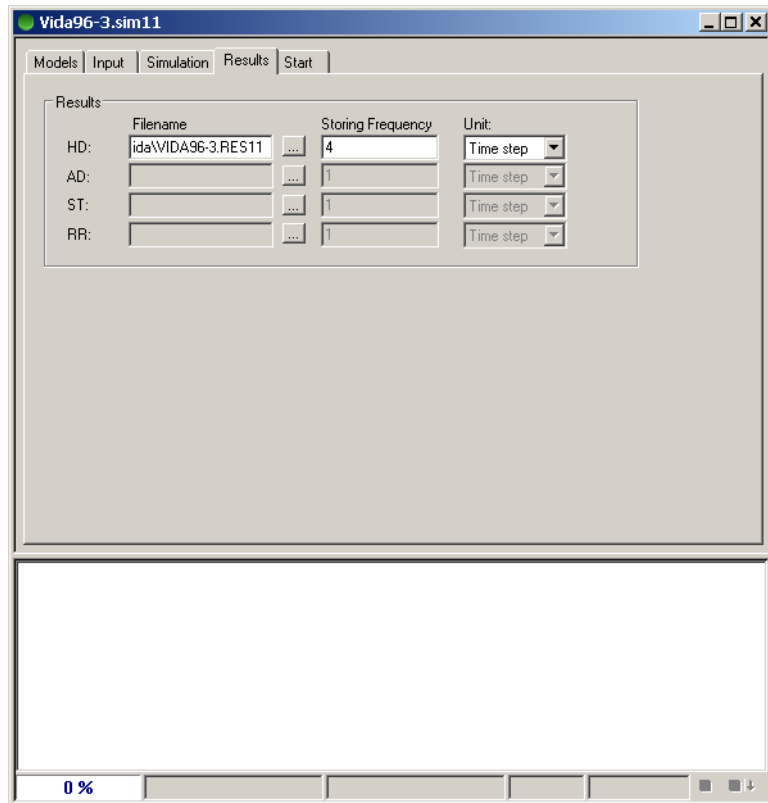 Vida96-3.sim11
Models Input Simulation Results Start
Results
Filename Storing Frequency Unit:
HD: ida\VIDA96-3.RES11 ... 4 Time step
AD: ... 1 Time step
ST: ... 1 Time step
RR: ... 1 Time step
0 %